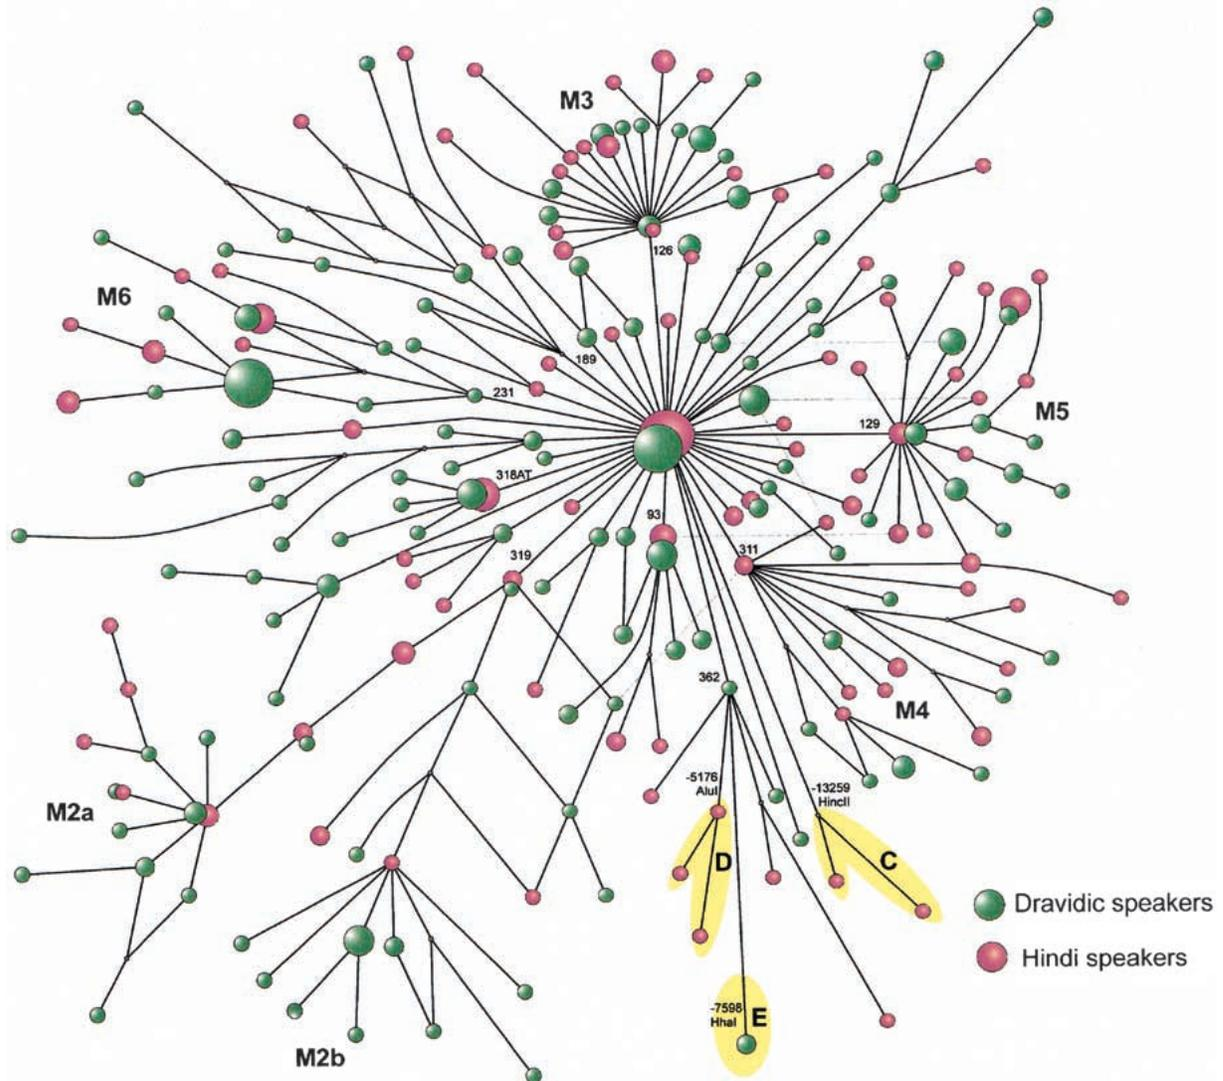 M3
126
M6
189
231
129
M5
318AT
93
319
311
362
M4
-5176
AluI
-13259
HincII
M2a
D
C
Dravidic speakers
Hindi speakers
-7598
HhaI
E
M2b